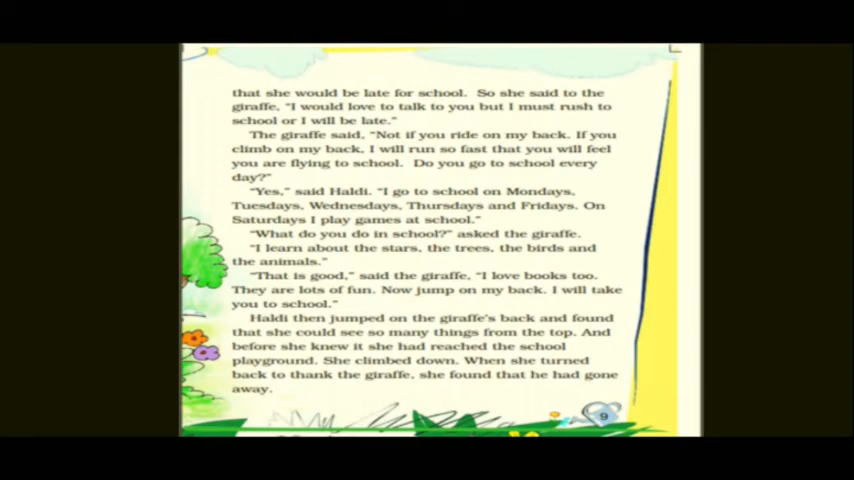 that she would be late for school. So she said to the
giraffe, “I would love to talk to you but I must rush to
school or I will be late.”
The giraffe said, “Not if you ride on my back. If you
climb on my back, I will run so fast that you will feel
you are flying to school. Do you go to school every
day?”
“Yes,” said Haldi. “I go to school on Mondays,
Tuesdays, Wednesdays, Thursdays and Fridays. On
Saturdays I play games at school.”
“What do you do in school?” asked the giraffe.
“I learn about the stars, the trees, the birds and
the animals.”
“That is good,” said the giraffe, “I love books too.
They are lots of fun. Now jump on my back. I will take
you to school.”
Haldi then jumped on the giraffe’s back and found
that she could see so many things from the top. And
before she knew it she had reached the school
playground. She climbed down. When she turned
back to thank the giraffe, she found that he had gone
away.
9